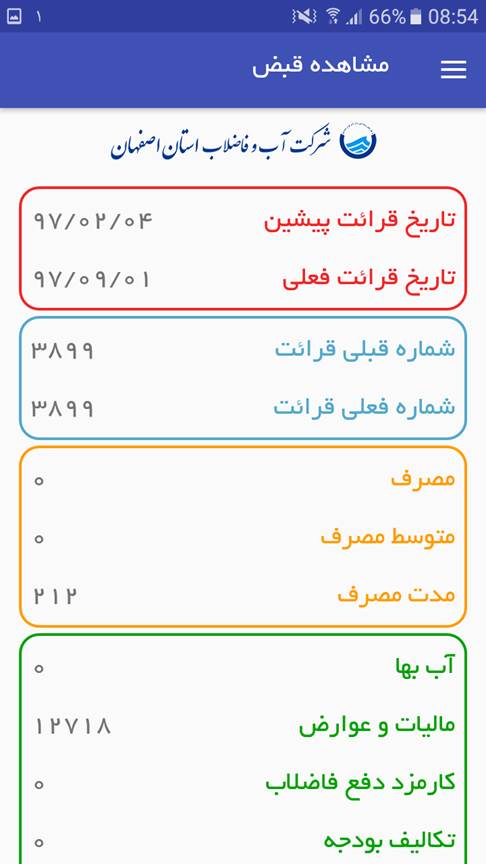 ۱ 66% 08:54
مشاهده قبض
شرکت آب و فاضلاب استان اصفهان
تاریخ قرائت پیشین ۹۷/۰۲/۰۴
تاریخ قرائت فعلی ۹۷/۰۹/۰۱
شماره قبلی قرائت ۳۸۹۹
شماره فعلی قرائت ۳۸۹۹
مصرف ۰
متوسط مصرف ۰
مدت مصرف ۲۱۲
آب بها ۰
مالیات و عوارض ۱۲۷۱۸
کارمزد دفع فاضلاب ۰
تکالیف بودجه ۰